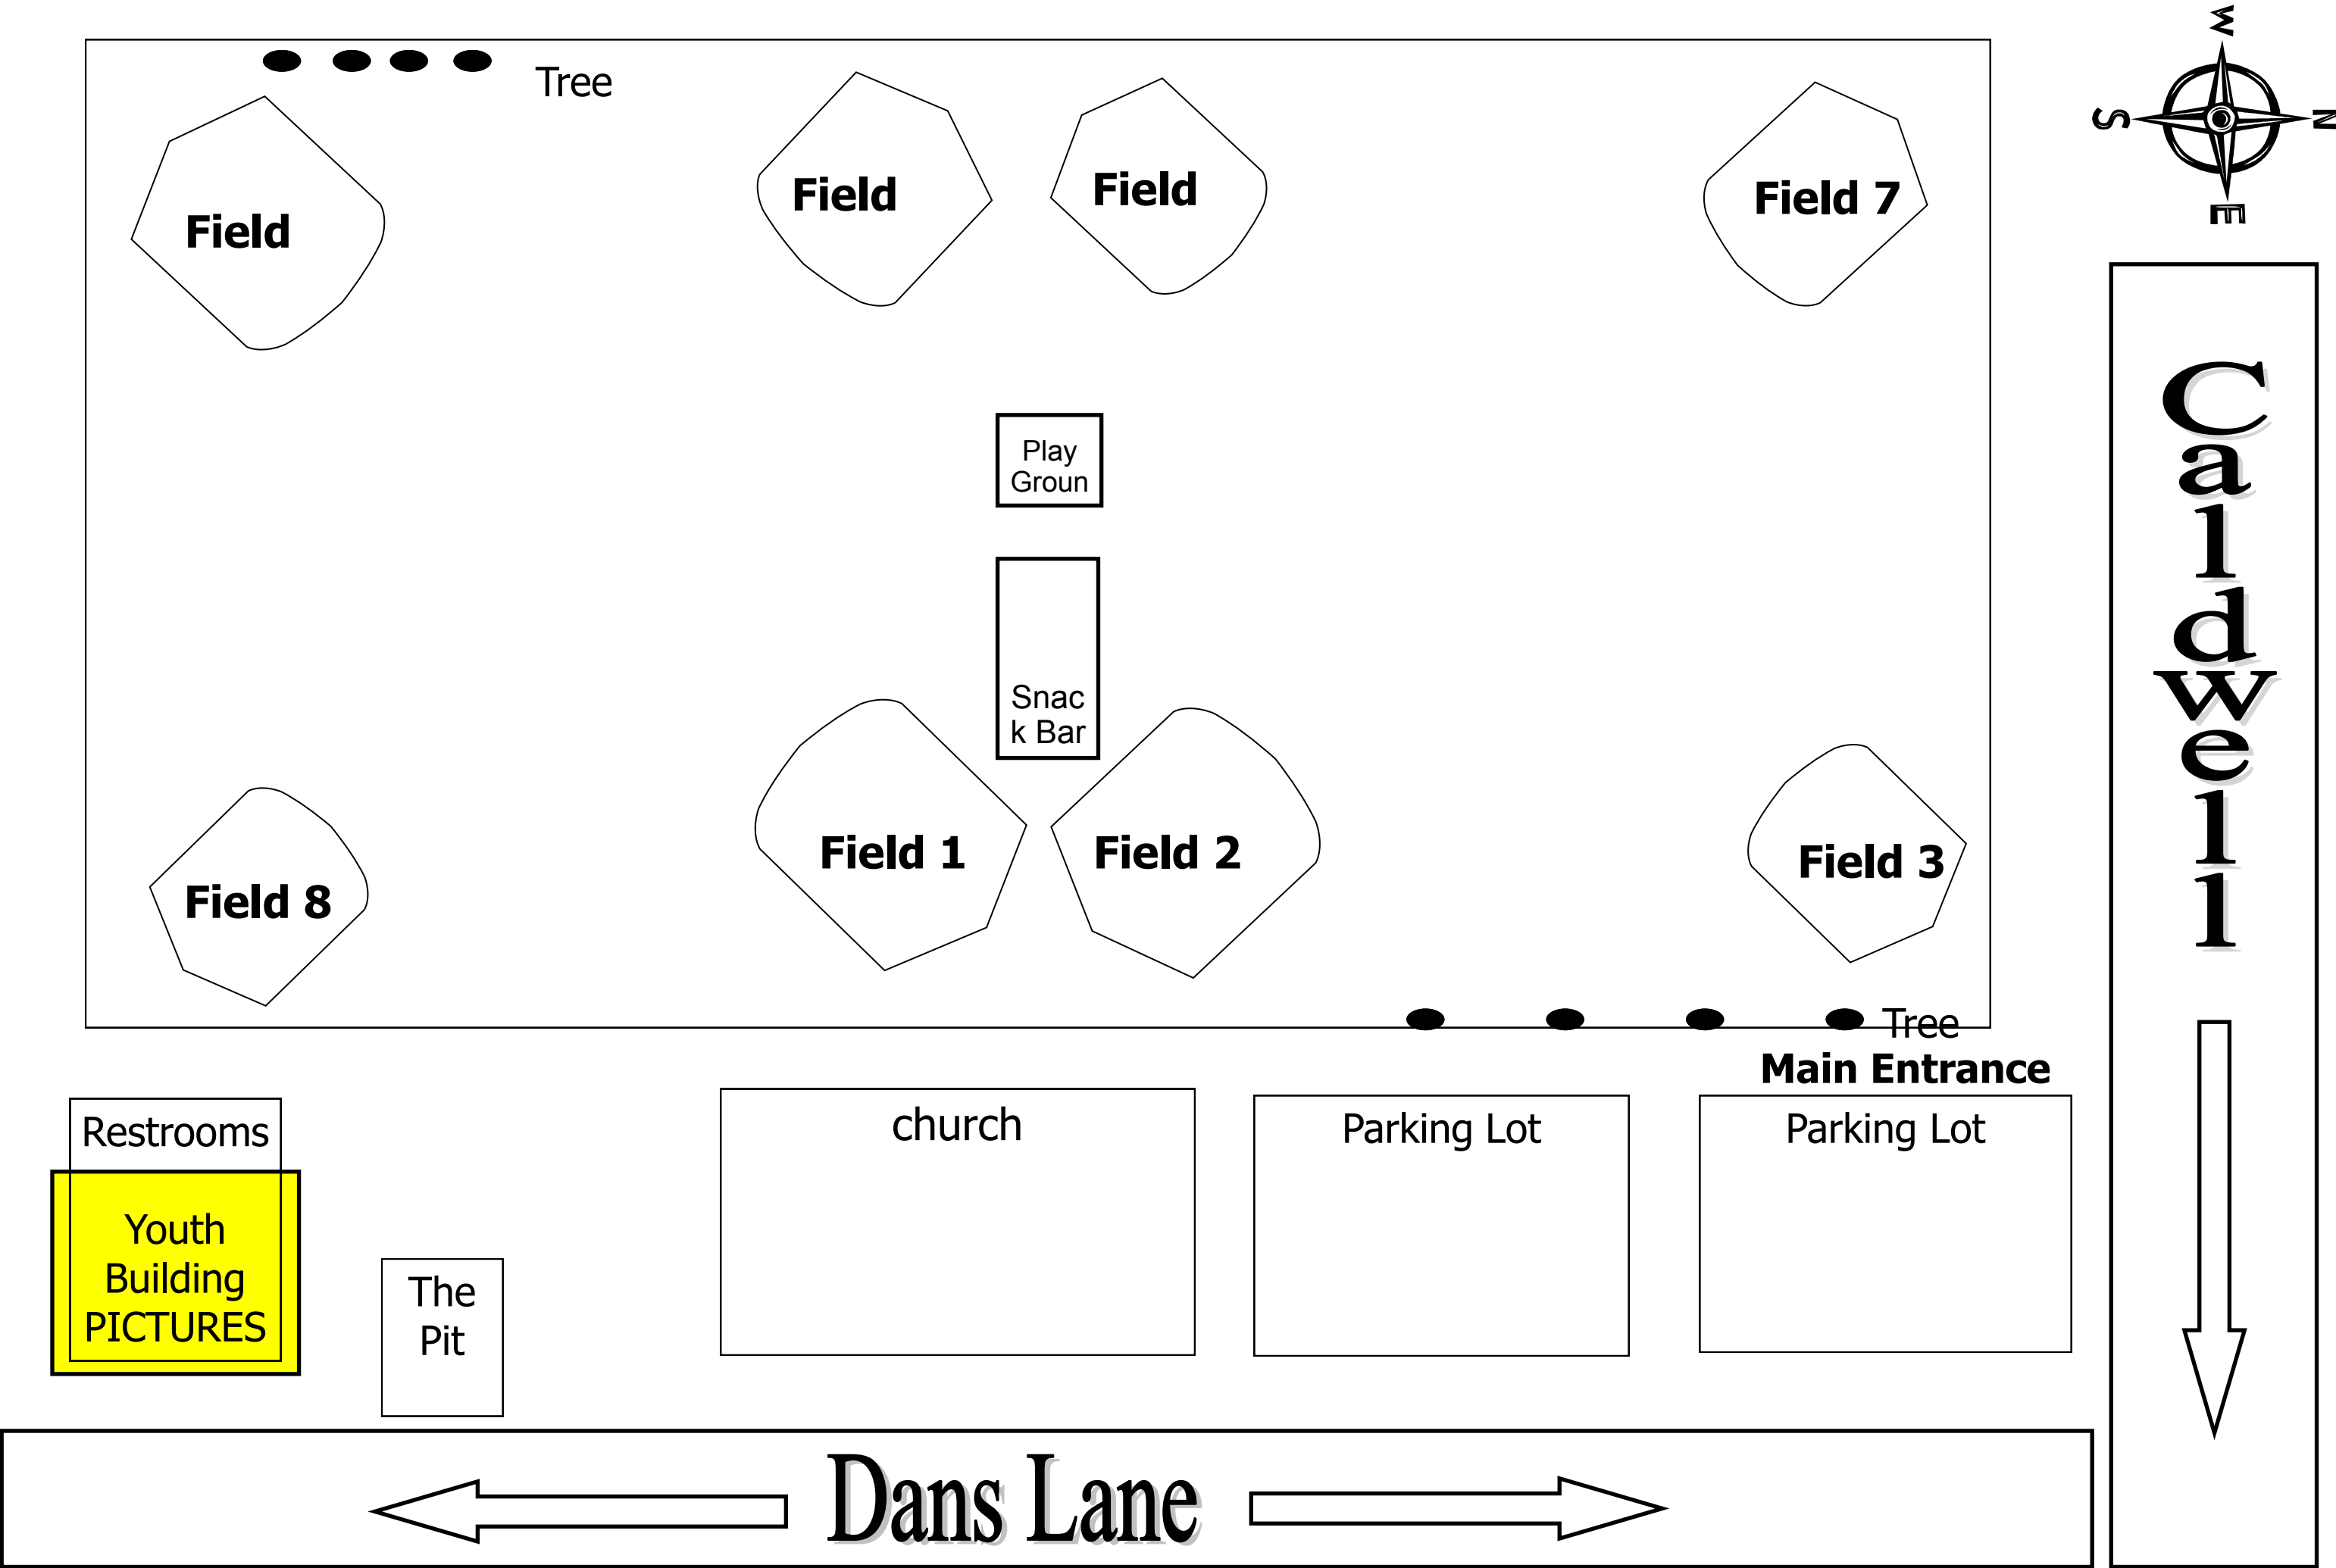 W
Tree
S
N
Field
Field
Field
Field 7
E
Play
Groun
Snac
k Bar
Field 1
Field 2
Field 3
Field 8
Caldwell
Tree
Main Entrance
Restrooms
church
Parking Lot
Parking Lot
Youth
Building
PICTURES
The
Pit
Dans Lane